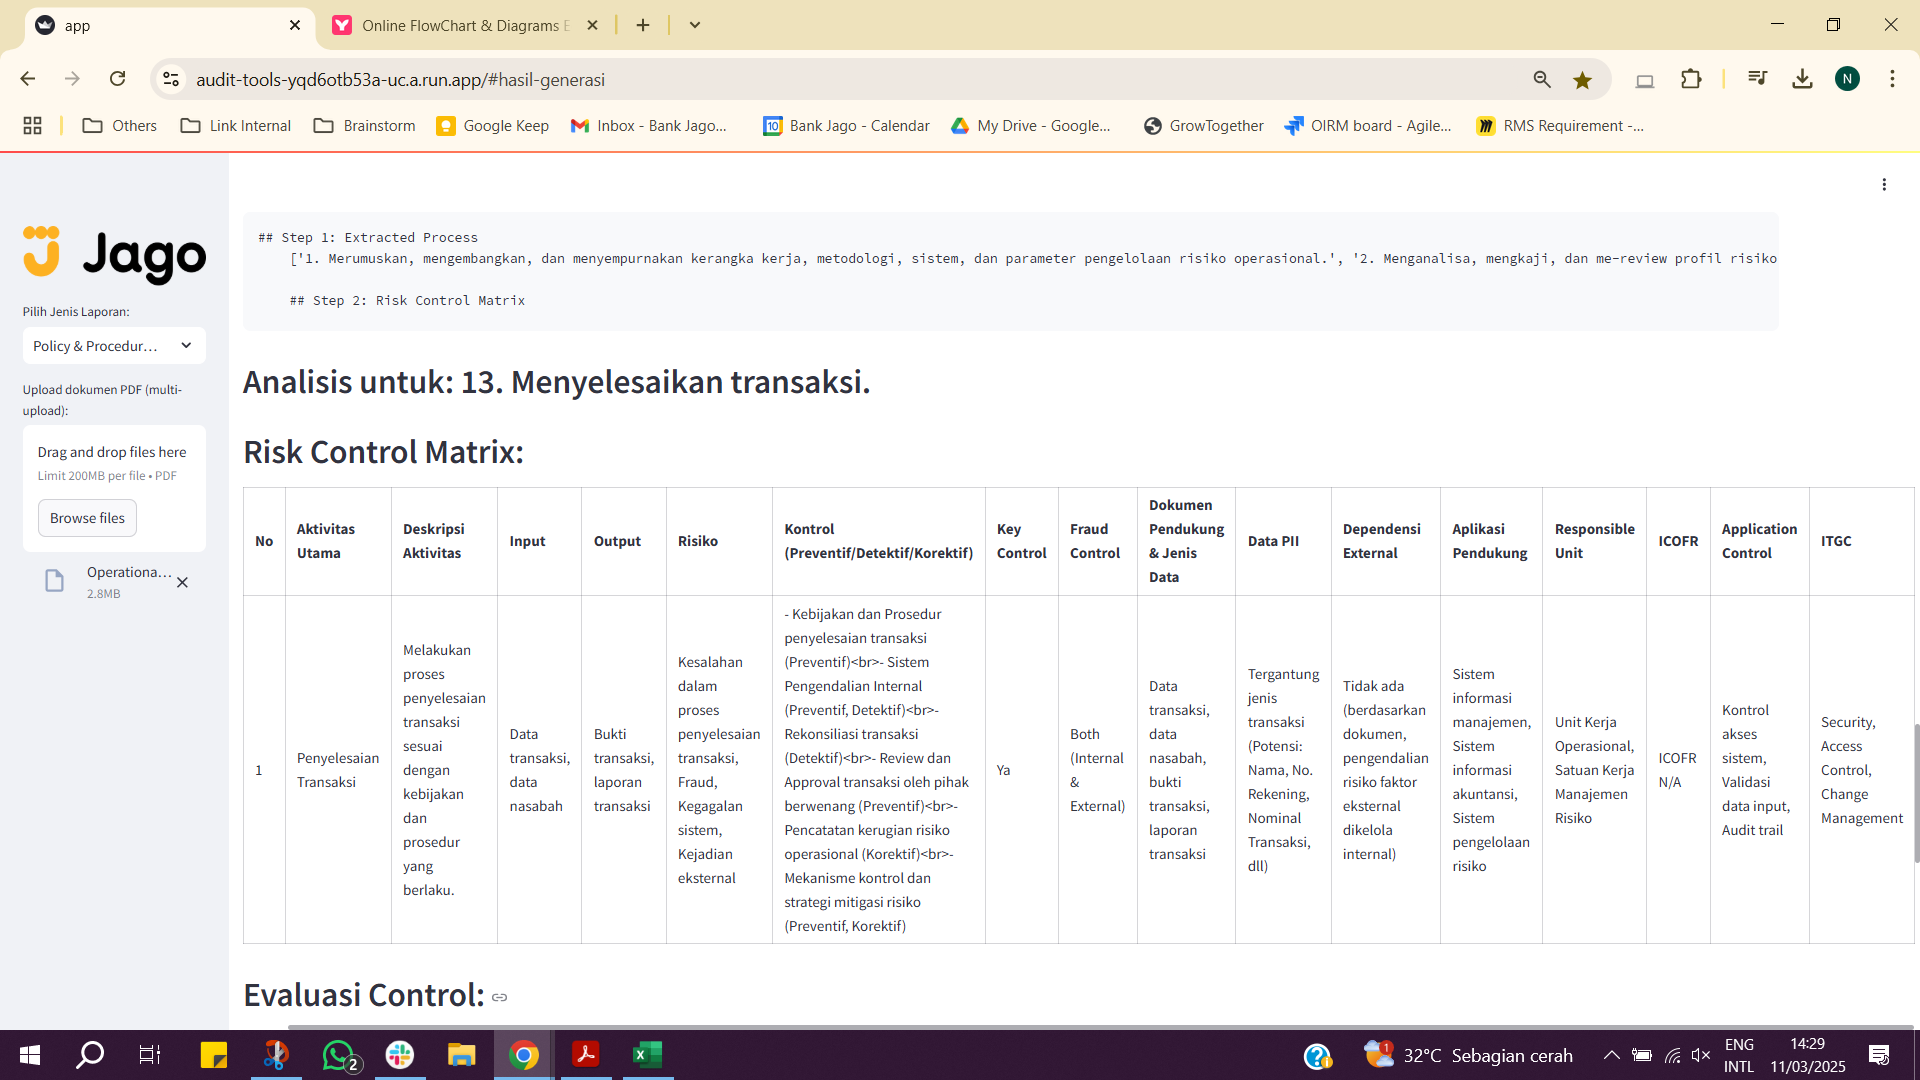 app
Online FlowChart & Diagrams E
audit-tools-yqd6otb53a-uc.a.run.app/#hasil-generasi
N
Others
Link Internal
Brainstorm
Google Keep
Inbox - Bank Jago...
Bank Jago - Calendar
My Drive - Google...
GrowTogether
OIRM board - Agile...
RMS Requirement -...
Jago
Pilih Jenis Laporan:
Policy & Procedur...
Upload dokumen PDF (multi-
upload):
Drag and drop files here
Limit 200MB per file • PDF
Browse files
Operationa...
2.8MB
## Step 1: Extracted Process
['1. Merumuskan, mengembangkan, dan menyempurnakan kerangka kerja, metodologi, sistem, dan parameter pengelolaan risiko operasional.', '2. Menganalisa, mengkaji, dan me-review profil risiko
## Step 2: Risk Control Matrix
Analisis untuk: 13. Menyelesaikan transaksi.
Risk Control Matrix:
No
Aktivitas
Utama
Deskripsi
Aktivitas
Input
Output
Risiko
Kontrol
(Preventif/Detektif/Korektif)
Key
Control
Fraud
Control
Dokumen
Pendukung
& Jenis
Data
Data PII
Dependensi
External
Aplikasi
Pendukung
Responsible
Unit
ICOFR
Application
Control
ITGC
1
Penyelesaian
Transaksi
Melakukan
proses
penyelesaian
transaksi
sesuai
dengan
kebijakan
dan
prosedur
yang
berlaku.
Data
transaksi,
data
nasabah
Bukti
transaksi,
laporan
transaksi
Kesalahan
dalam
proses
penyelesaian
transaksi,
Fraud,
Kegagalan
sistem,
Kejadian
eksternal
- Kebijakan dan Prosedur
penyelesaian transaksi
(Preventif)<br>- Sistem
Pengendalian Internal
(Preventif, Detektif)<br>-
Rekonsiliasi transaksi
(Detektif)<br>- Review dan
Approval transaksi oleh pihak
berwenang (Preventif)<br>-
Pencatatan kerugian risiko
operasional (Korektif)<br>-
Mekanisme kontrol dan
strategi mitigasi risiko
(Preventif, Korektif)
Ya
Both
(Internal
&
External)
Data
transaksi,
data
nasabah,
bukti
transaksi,
laporan
transaksi
Tergantung
jenis
transaksi
(Potensi:
Nama, No.
Rekening,
Nominal
Transaksi,
dll)
Tidak ada
(berdasarkan
dokumen,
pengendalian
risiko faktor
eksternal
dikelola
internal)
Sistem
informasi
manajemen,
Sistem
informasi
akuntansi,
Sistem
pengelolaan
risiko
Unit Kerja
Operasional,
Satuan Kerja
Manajemen
Risiko
ICOFR
N/A
Kontrol
akses
sistem,
Validasi
data input,
Audit trail
Security,
Access
Control,
Change
Management
Evaluasi Control:
2
1
32°C Sebagian cerah
ENG
INTL
14:29
11/03/2025